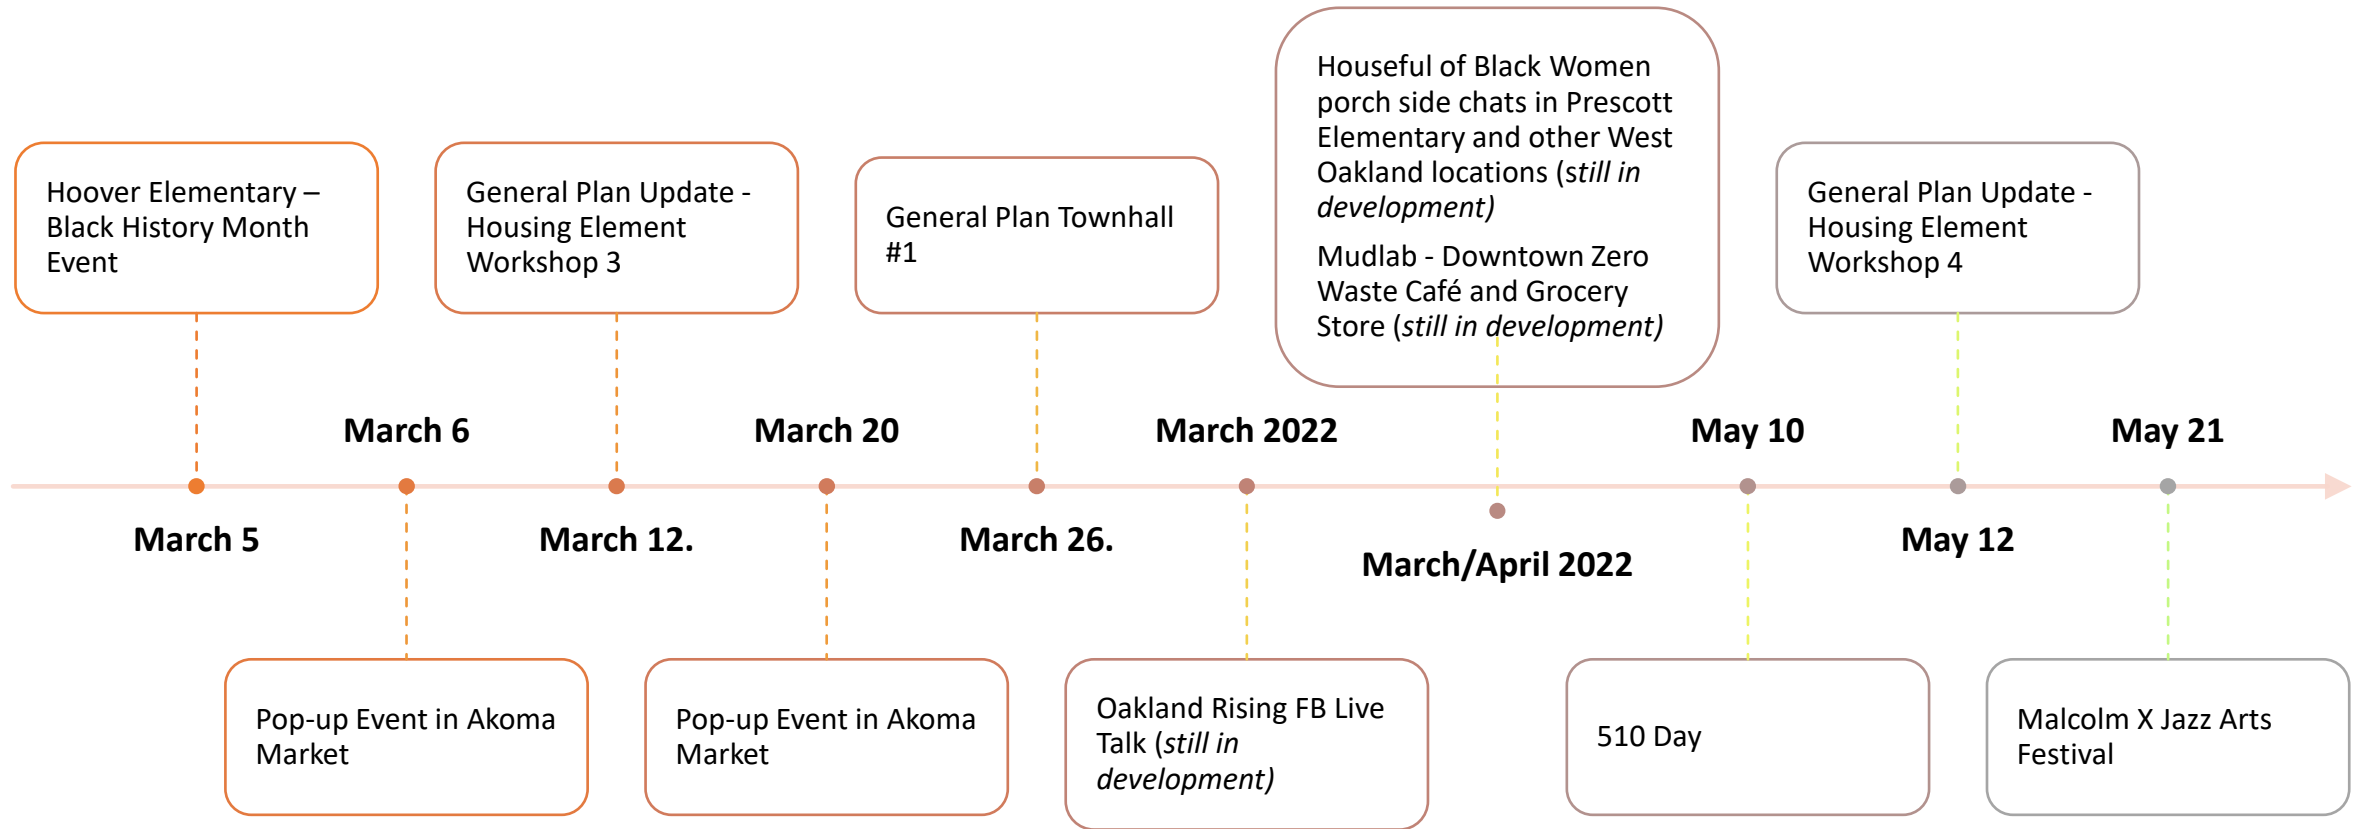 Houseful of Black Women
porch side chats in Prescott
Elementary and other West
Oakland locations (still in
development)
Mudlab - Downtown Zero
Waste Café and Grocery
Store (still in development)
Hoover Elementary –
Black History Month
Event
General Plan Update -
Housing Element
Workshop 3
General Plan Townhall
#1
General Plan Update -
Housing Element
Workshop 4
March 6
March 20
March 2022
May 10
May 21
March 5
March 12.
March 26.
March/April 2022
May 12
Pop-up Event in Akoma
Market
Pop-up Event in Akoma
Market
Oakland Rising FB Live
Talk (still in
development)
510 Day
Malcolm X Jazz Arts
Festival